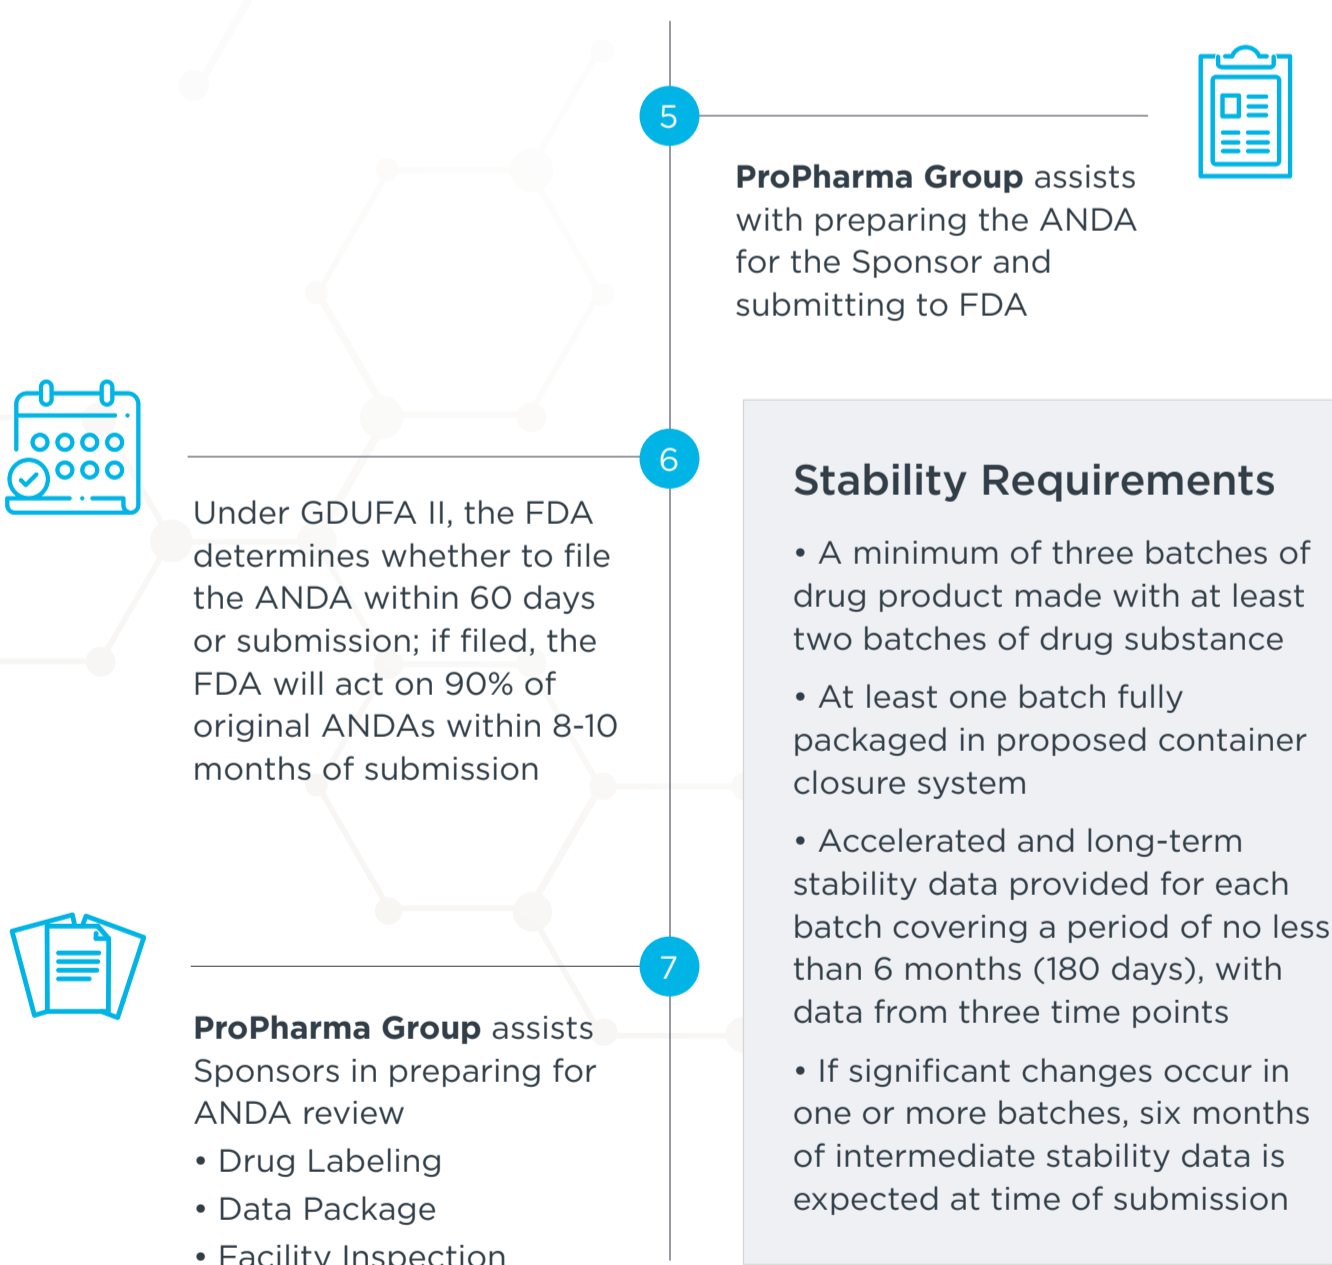 5
ProPharma Group assists
with preparing the ANDA
for the Sponsor and
submitting to FDA
6
Under GDUFA II, the FDA
determines whether to file
the ANDA within 60 days
or submission; if filed, the
FDA will act on 90% of
original ANDAs within 8-10
months of submission
Stability Requirements
• A minimum of three batches of
drug product made with at least
two batches of drug substance
• At least one batch fully
packaged in proposed container
closure system
• Accelerated and long-term
stability data provided for each
batch covering a period of no less
than 6 months (180 days), with
data from three time points
• If significant changes occur in
one or more batches, six months
of intermediate stability data is
expected at time of submission
7
ProPharma Group assists
Sponsors in preparing for
ANDA review
• Drug Labeling
• Data Package
• Facility Inspection